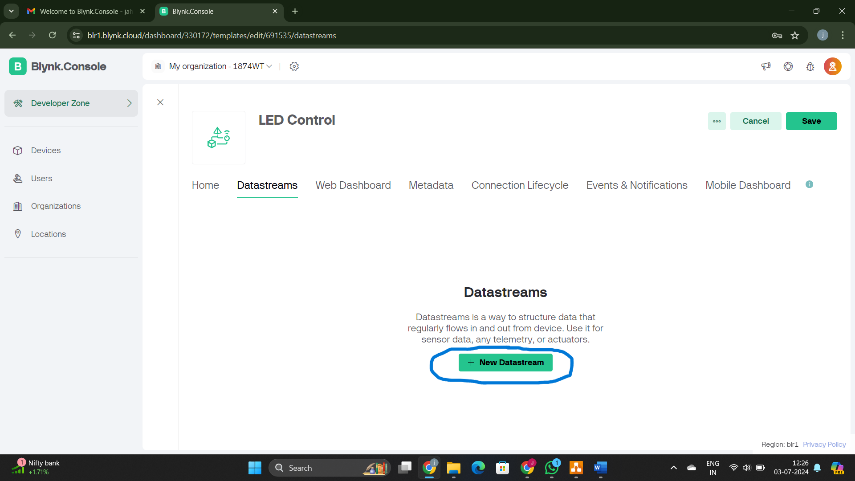 Welcome to Blynk.Console - jal
Blynk.Console
blr1.blynk.cloud/dashboard/330172/templates/edit/691535/datastreams
B
Blynk.Console
My organization - 1874WT
Developer Zone
Devices
Users
Organizations
Locations
LED Control
Cancel
Save
Home
Datastreams
Web Dashboard
Metadata
Connection Lifecycle
Events & Notifications
Mobile Dashboard
Datastreams
Datastreams is a way to structure data that
regularly flows in and out from device. Use it for
sensor data, any telemetry, or actuators.
New Datastream
Region: blr1 Privacy Policy
1
Nifty bank
+1.71%
Search
1
ENG
IN
12:26
03-07-2024